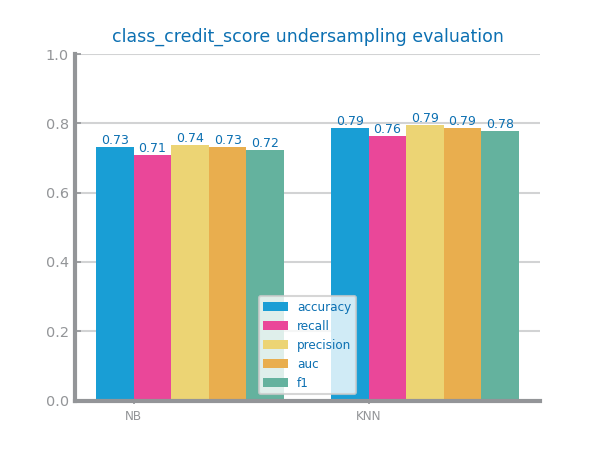 class_credit_score undersampling evaluation
1.0
0.8
0.6
0.4
0.2
0.0
0.73
0.71
0.74
0.73
0.72
0.79
0.76
0.79
0.79
0.78
accuracy
recall
precision
auc
f1
NB
KNN